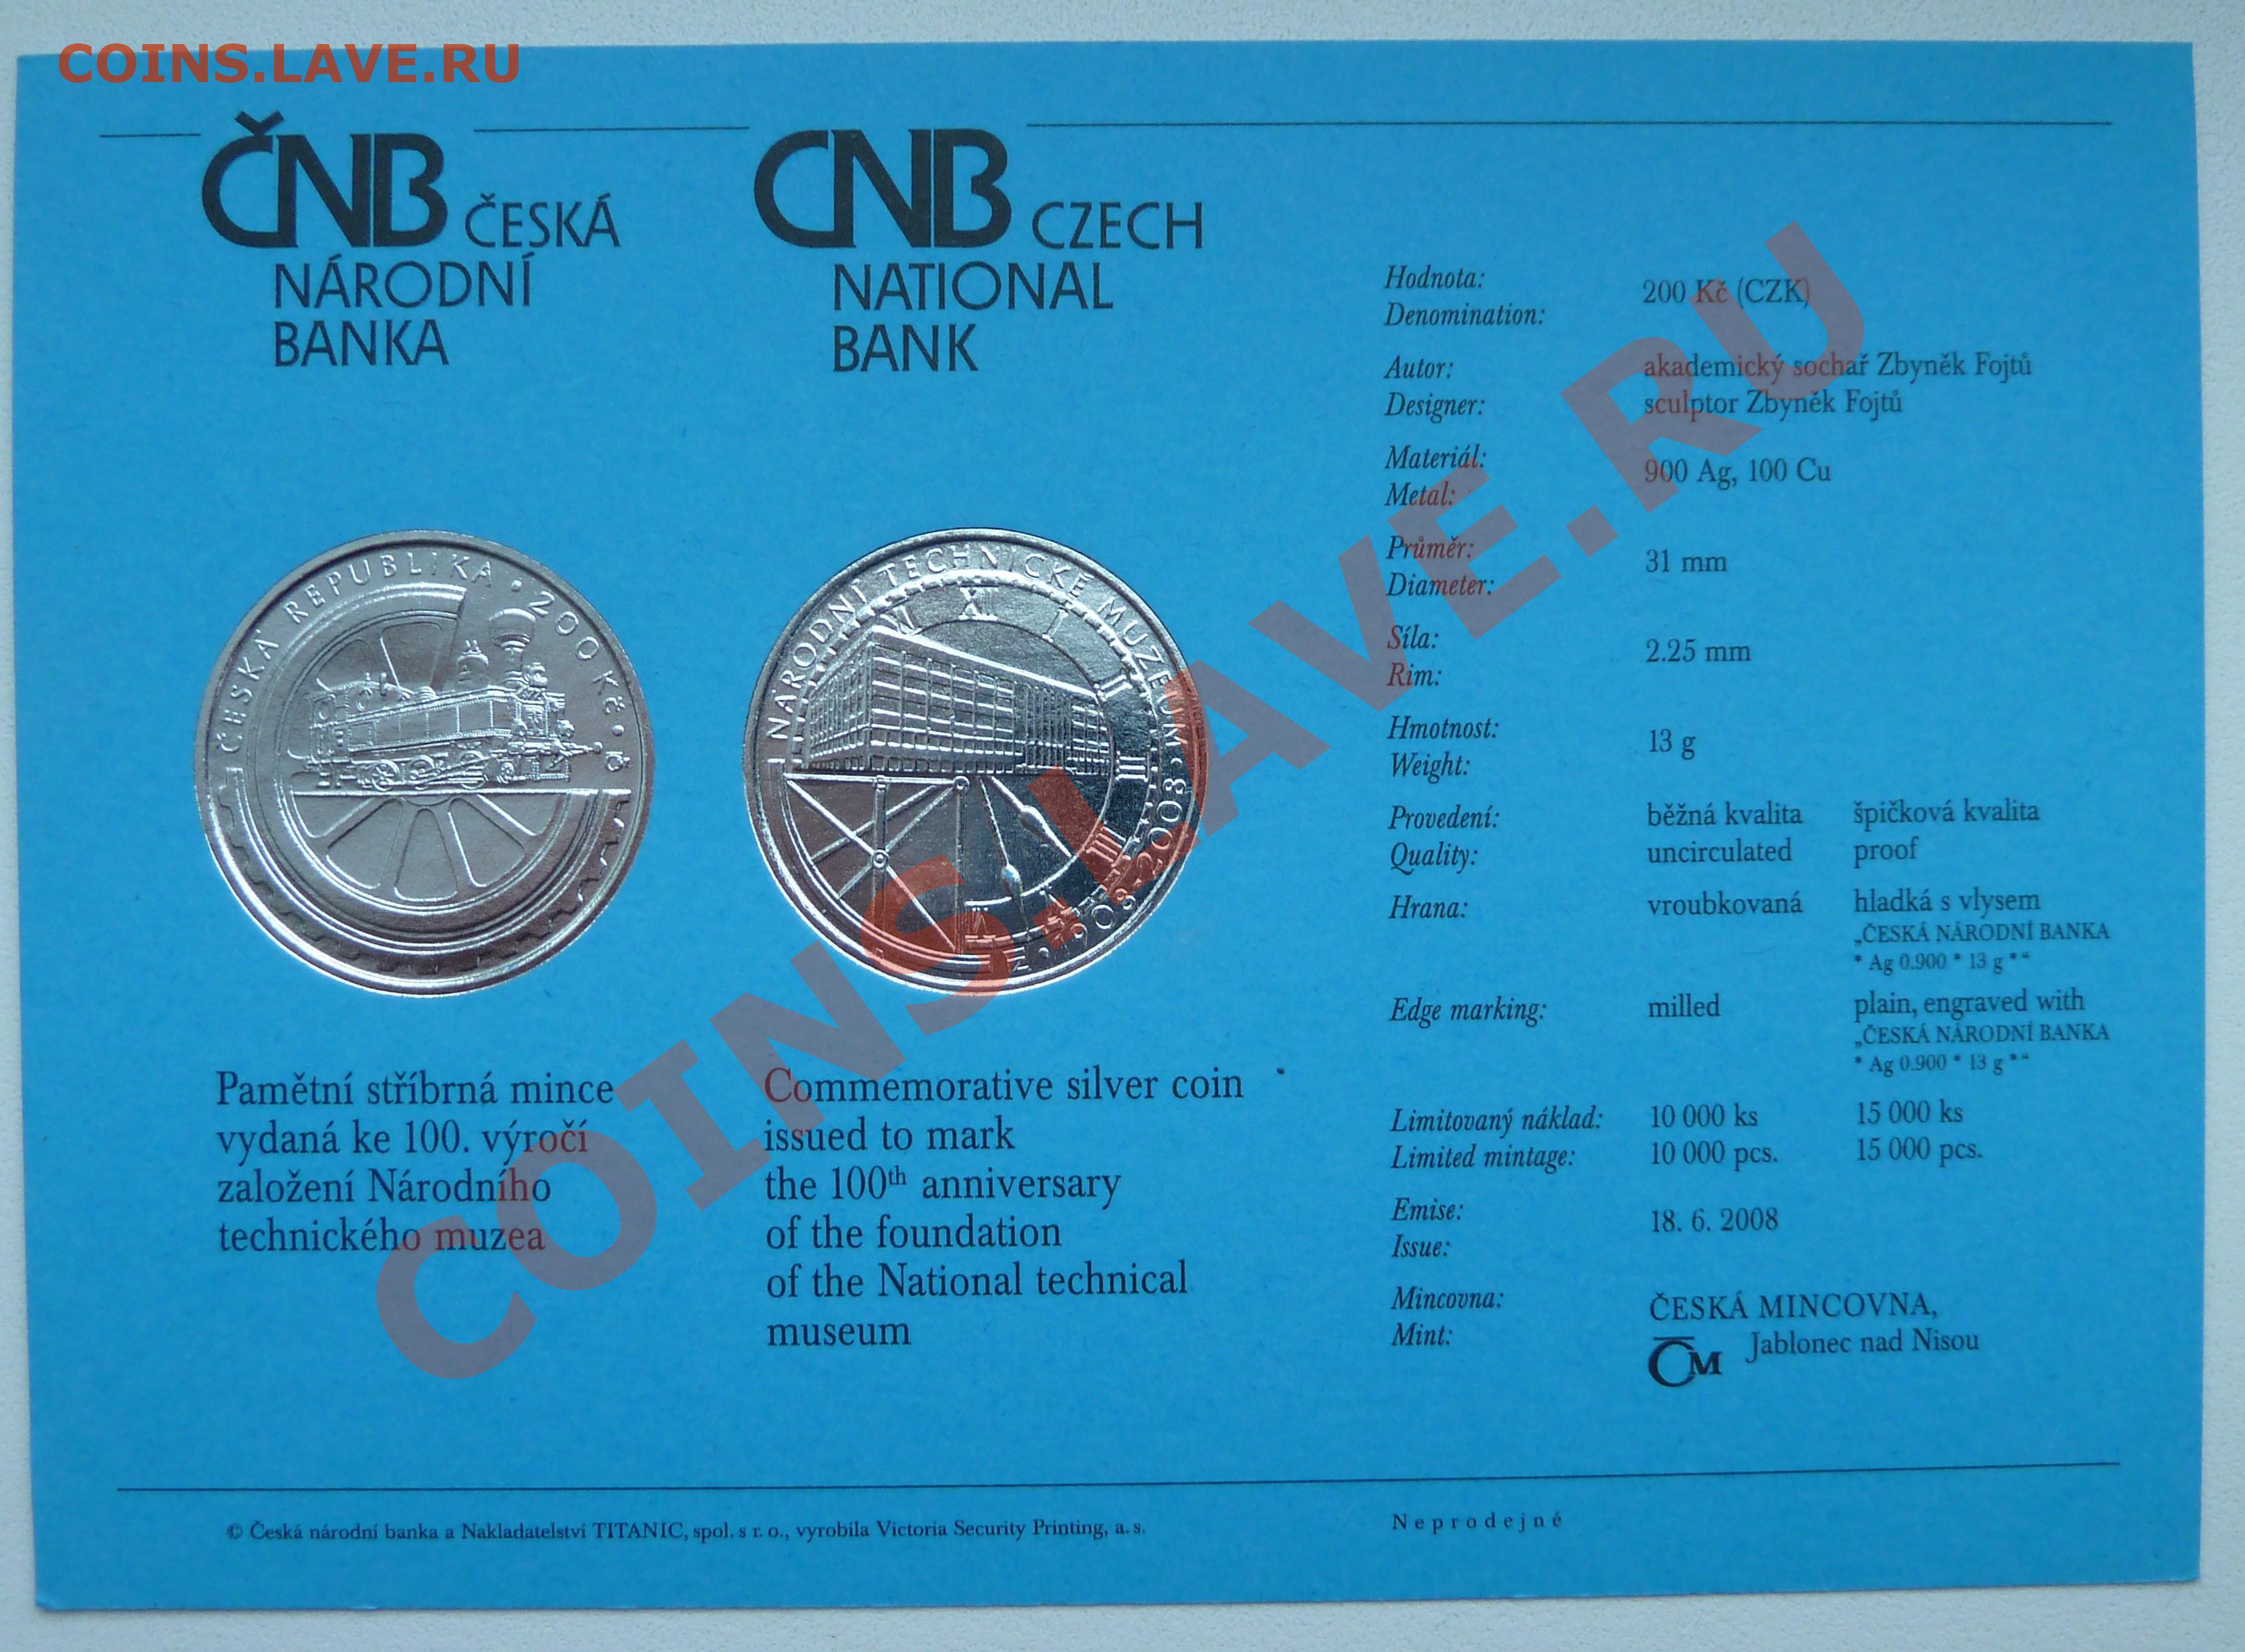 COINS.LAVE.RU
ČNB ČESKÁ
NÁRODNÍ
BANKA
CNB CZECH
NATIONAL
BANK
ČESKÁ REPUBLIKA • 200 Kč •
NÁRODNÍ TECHNICKÉ MUZEUM • 1908-2008 •
XII I II III IIII
Pamětní stříbrná mince
vydaná ke 100. výročí
založení Národního
technického muzea
Commemorative silver coin
issued to mark
the 100th anniversary
of the foundation
of the National technical
museum
Hodnota:
Denomination:
200 Kč (CZK)
Autor: akademický sochař Zbyněk Fojtů
Designer: sculptor Zbyněk Fojtů
Materiál:
Metal:
900 Ag, 100 Cu
Průměr:
Diameter:
31 mm
Síla:
Rim:
2.25 mm
Hmotnost:
Weight:
13 g
Provedení: běžná kvalita špičková kvalita
Quality: uncirculated proof
Hrana: vroubkovaná hladká s vlysem
„ČESKÁ NÁRODNÍ BANKA
* Ag 0.900 * 13 g *“
Edge marking: milled plain, engraved with
„ČESKÁ NÁRODNÍ BANKA
* Ag 0.900 * 13 g *“
Limitovaný náklad: 10 000 ks 15 000 ks
Limited mintage: 10 000 pcs. 15 000 pcs.
Emise:
Issue:
18. 6. 2008
Mincovna:
Mint:
ČESKÁ MINCOVNA,
ČM Jablonec nad Nisou
© Česká národní banka a Nakladatelství TITANIC, spol. s r. o., vyrobila Victoria Security Printing, a. s.
Neprodejné
COINS.LAVE.RU